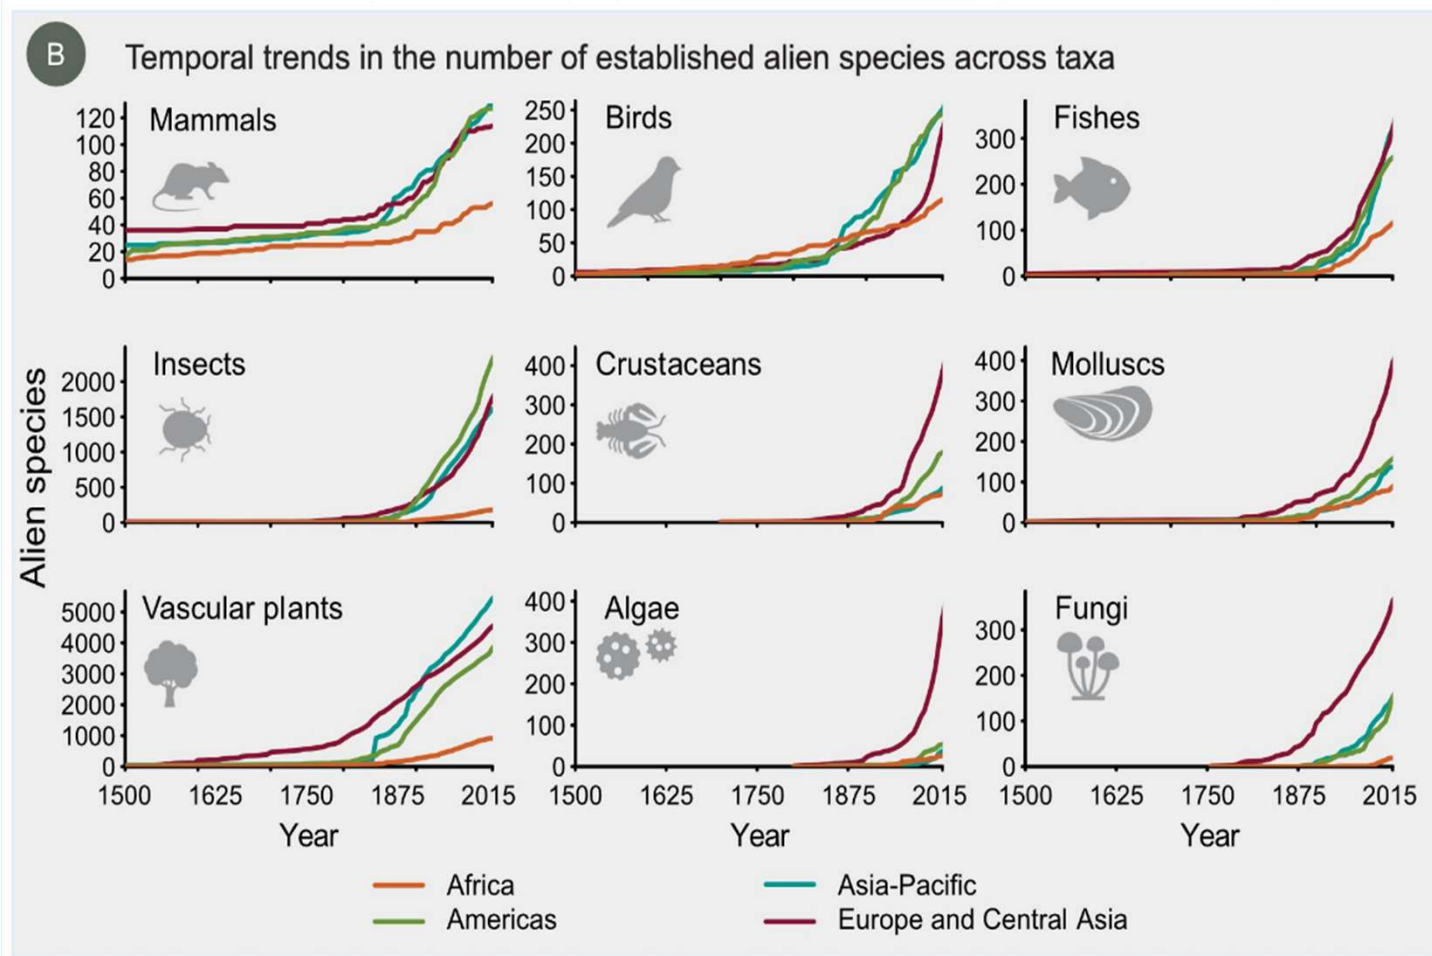 B
Temporal trends in the number of established alien species across taxa
Alien species
Mammals
120
100
80
60
40
20
0
Birds
250
200
150
100
50
0
Fishes
300
200
100
0
Insects
2000
1500
1000
500
0
Crustaceans
400
300
200
100
0
Molluscs
400
300
200
100
0
Vascular plants
5000
4000
3000
2000
1000
0
1500 1625 1750 1875 2015
Year
Algae
400
300
200
100
0
1500 1625 1750 1875 2015
Year
Fungi
300
200
100
0
1500 1625 1750 1875 2015
Year
Africa
Asia-Pacific
Americas
Europe and Central Asia